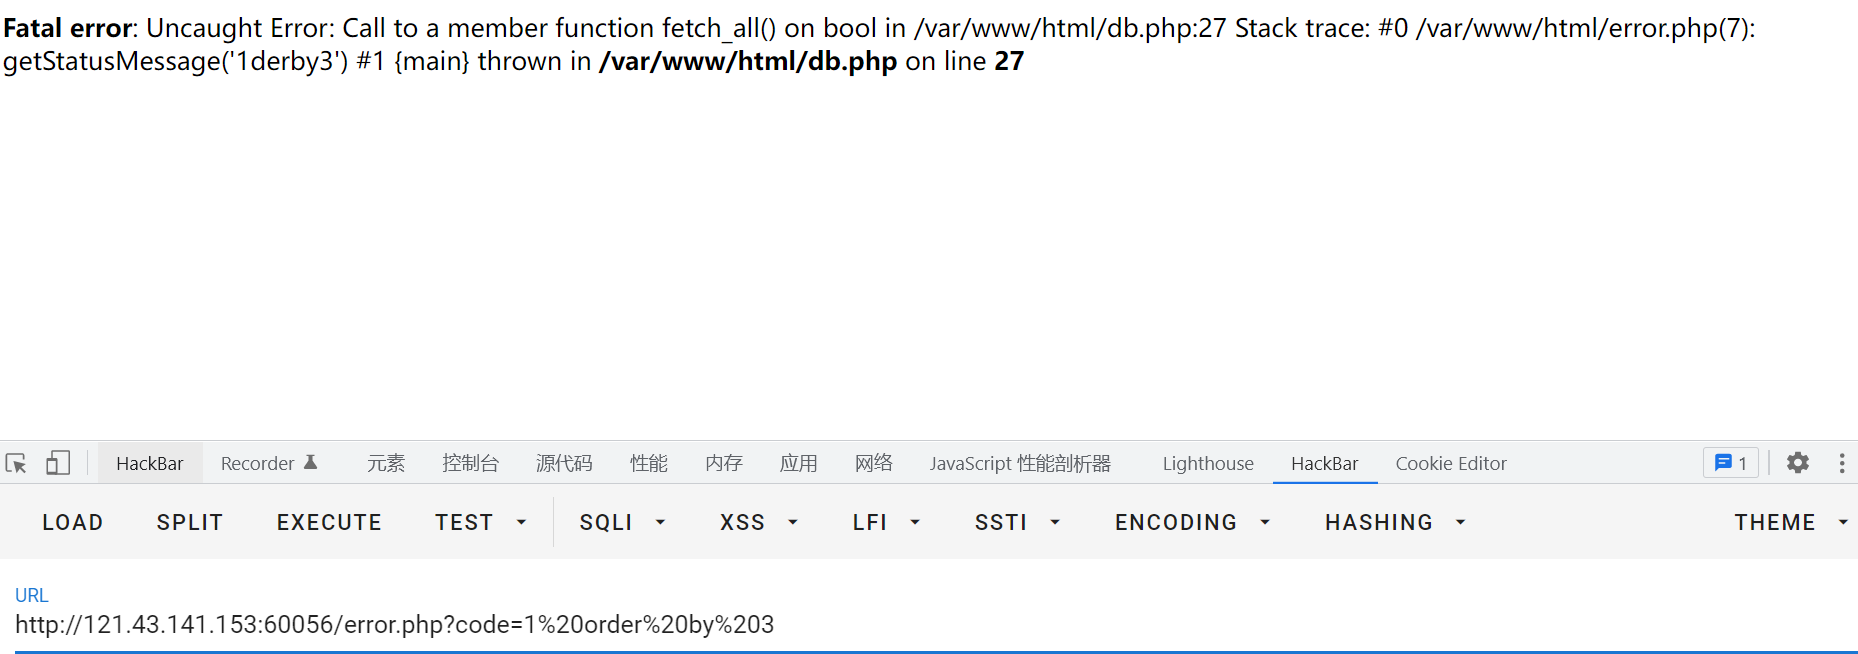 Fatal error: Uncaught Error: Call to a member function fetch_all() on bool in /var/www/html/db.php:27 Stack trace: #0 /var/www/html/error.php(7):
getStatusMessage('1derby3') #1 {main} thrown in /var/www/html/db.php on line 27
HackBar Recorder 元素 控制台 源代码 性能 内存 应用 网络 JavaScript 性能剖析器 Lighthouse HackBar Cookie Editor 1
LOAD SPLIT EXECUTE TEST SQLI XSS LFI SSTI ENCODING HASHING THEME
URL
http://121.43.141.153:60056/error.php?code=1%20order%20by%203